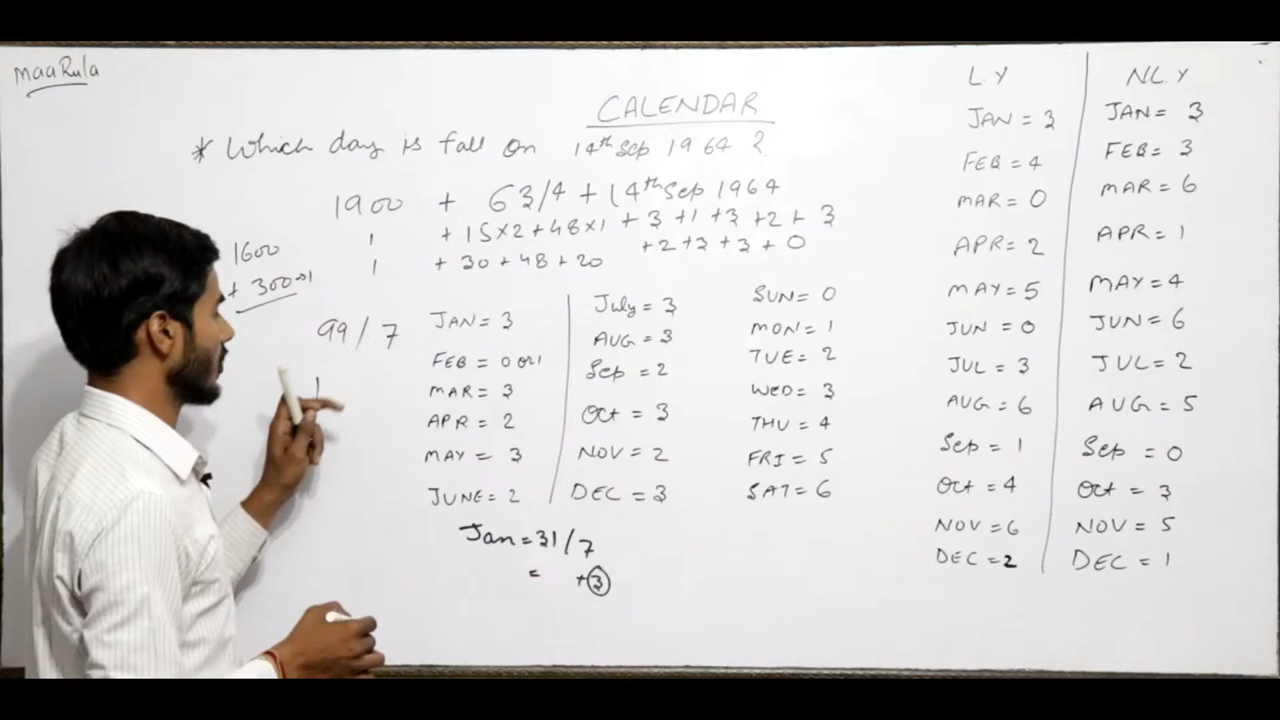 MaaRula
CALENDAR
* Which day is fall on 14th Sep 1964 ?
1900 + 63/4 + 14th Sep 1964
1 + 15×2 + 48×1 + 3 +1 +3 +2 + 3
+2 +3 +3 + 0
1 + 30 + 48 + 20
1600
+ 300→1
99 / 7
1
JAN = 3
FEB = 0 or 1
MAR = 3
APR = 2
MAY = 3
JUNE = 2
July = 3
AUG = 3
Sep = 2
Oct = 3
NOV = 2
DEC = 3
SUN = 0
MON = 1
TUE = 2
WED = 3
THU = 4
FRI = 5
SAT = 6
Jan = 31 / 7
= +3
L.Y
JAN = 3
FEB = 4
MAR = 0
APR = 2
MAY = 5
JUN = 0
JUL = 3
AUG = 6
Sep = 1
Oct = 4
NOV = 6
DEC = 2
NL.Y
JAN = 3
FEB = 3
MAR = 6
APR = 1
MAY = 4
JUN = 6
JUL = 2
AUG = 5
Sep = 0
Oct = 3
NOV = 5
DEC = 1